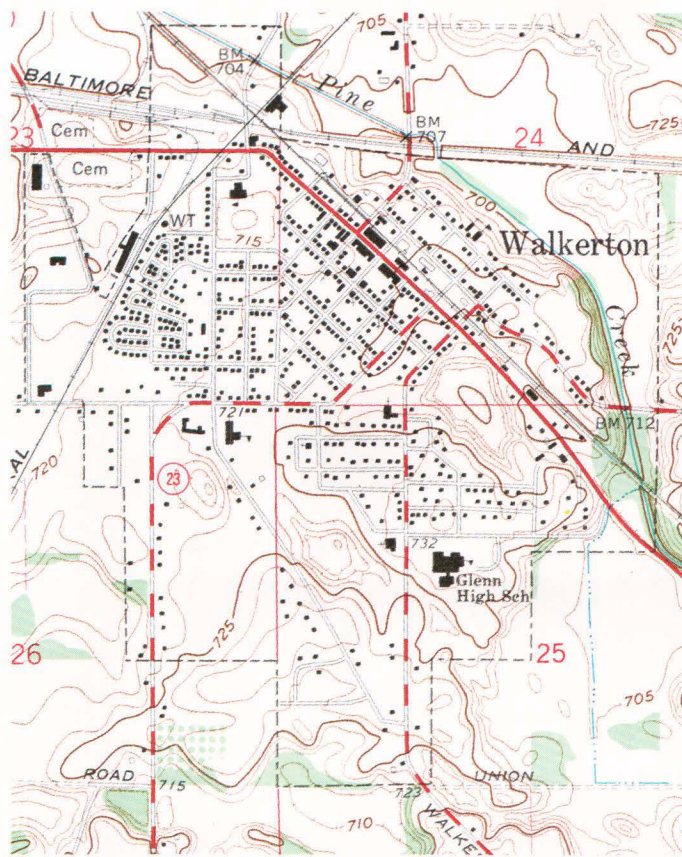 705
BM
704
BALTIMORE
Pine
BM
707
725
23
Cem
24
AND
Cem
700
WT
715
Walkerton
Creek
725
721
BM 712
AL
720
23
732
Glenn
High Sch
725
26
25
705
ROAD
UNION
715
723
WALKE
710